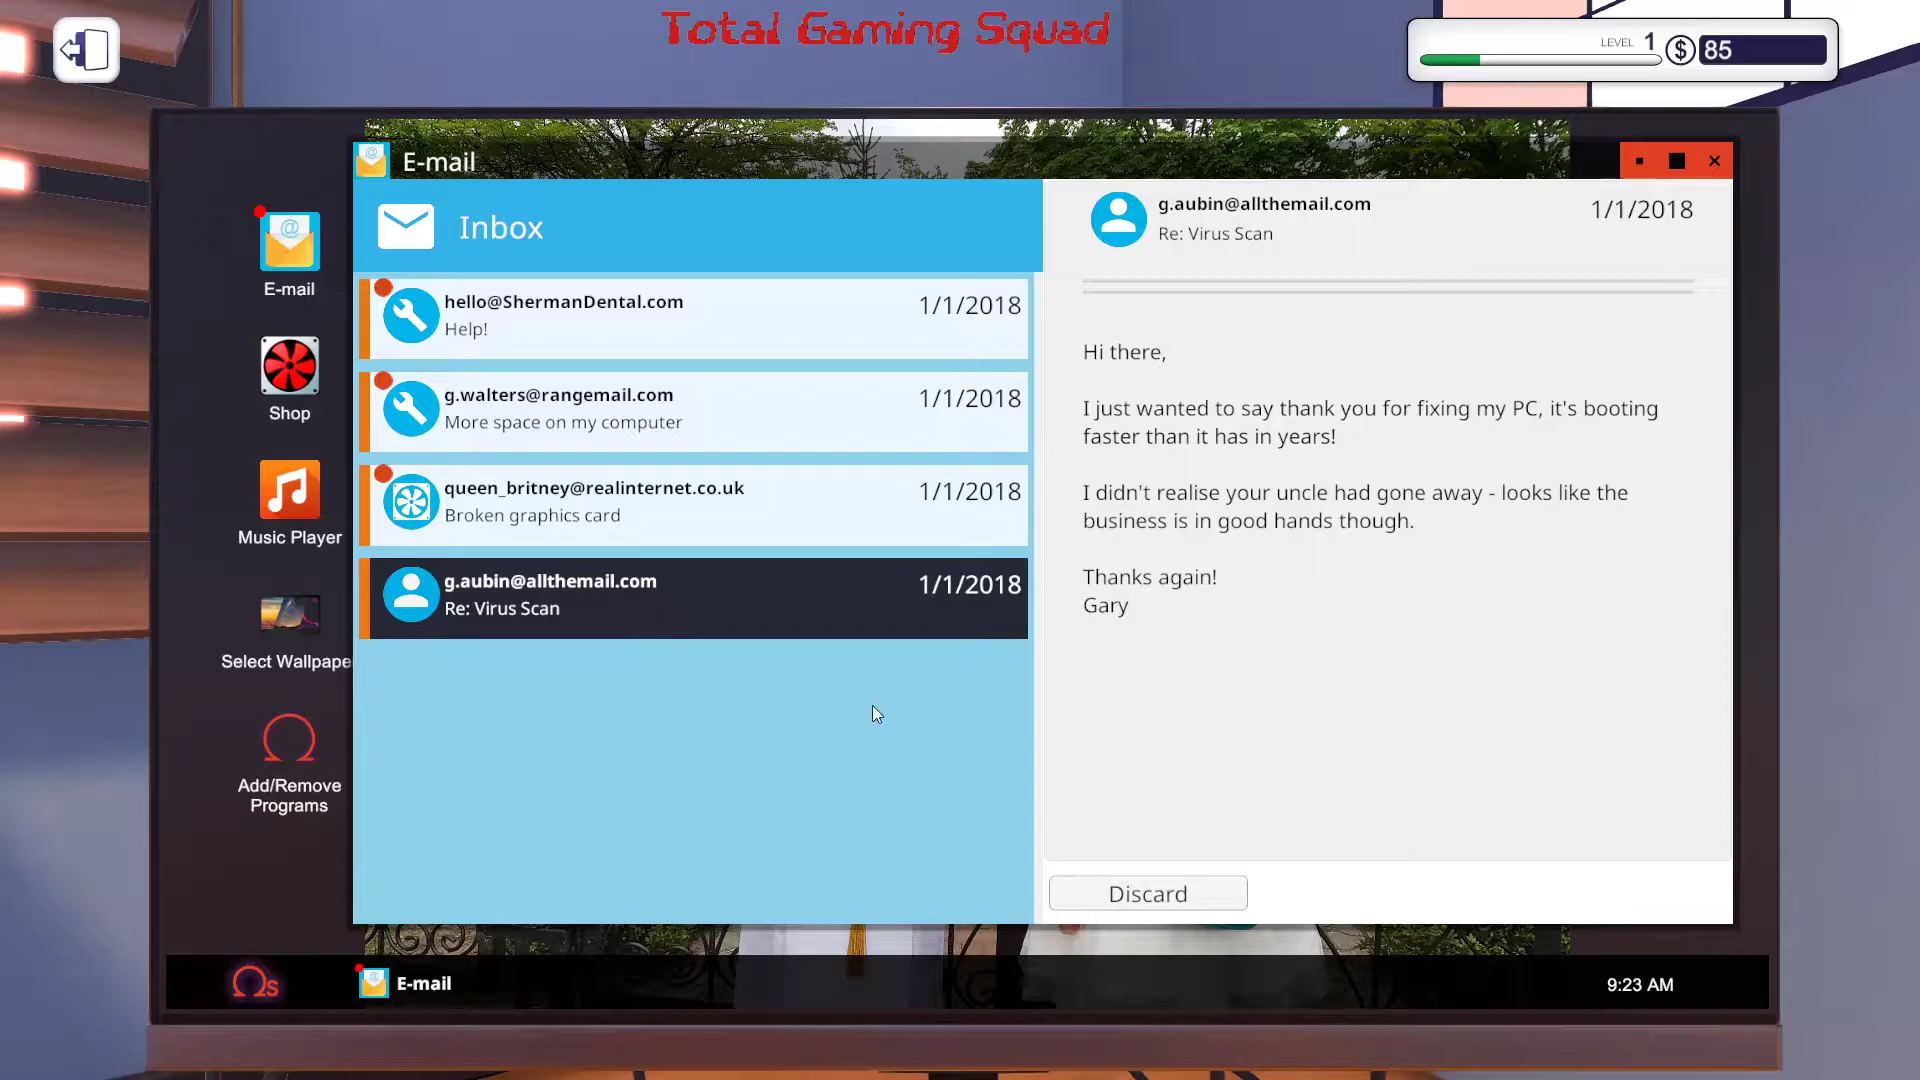 Total Gaming Squad
LEVEL 1 $ 85
E-mail
Inbox
hello@ShermanDental.com 1/1/2018
Help!
g.walters@rangemail.com 1/1/2018
More space on my computer
queen_britney@realinternet.co.uk 1/1/2018
Broken graphics card
g.aubin@allthemail.com 1/1/2018
Re: Virus Scan
g.aubin@allthemail.com 1/1/2018
Re: Virus Scan
Hi there,
I just wanted to say thank you for fixing my PC, it's booting
faster than it has in years!
I didn't realise your uncle had gone away - looks like the
business is in good hands though.
Thanks again!
Gary
Discard
E-mail
Shop
Music Player
Select Wallpape
Add/Remove
Programs
Ωs
E-mail
9:23 AM